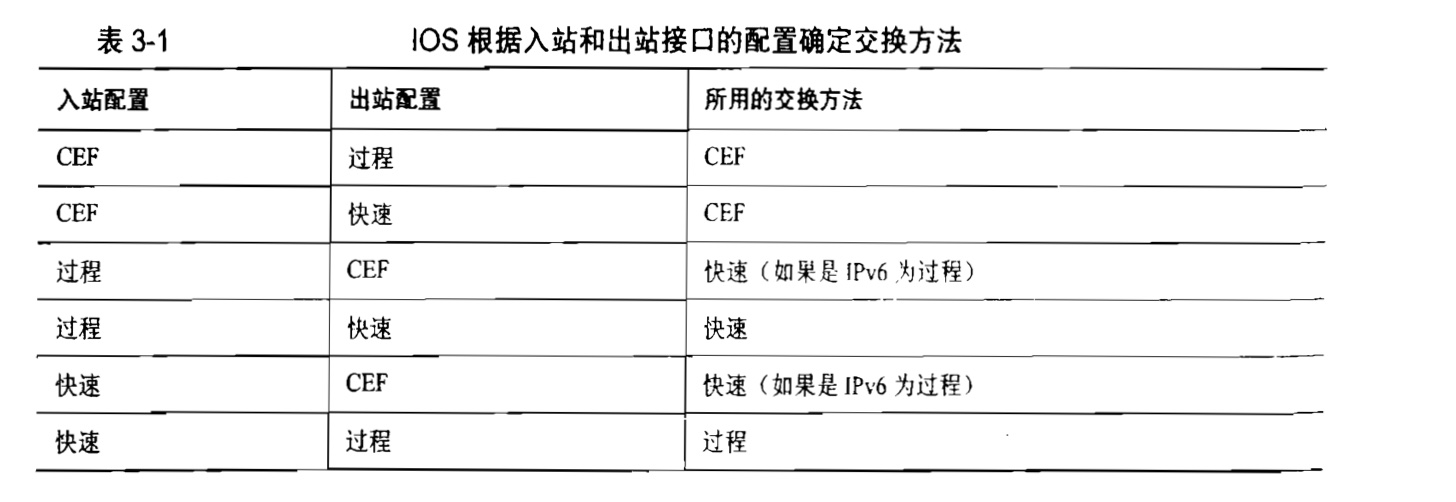 表 3-1 IOS 根据入站和出站接口的配置确定交换方法
入站配置 出站配置 所用的交换方法
CEF 过程 CEF
CEF 快速 CEF
过程 CEF 快速（如果是 IPv6 为过程）
过程 快速 快速
快速 CEF 快速（如果是 IPv6 为过程）
快速 过程 过程